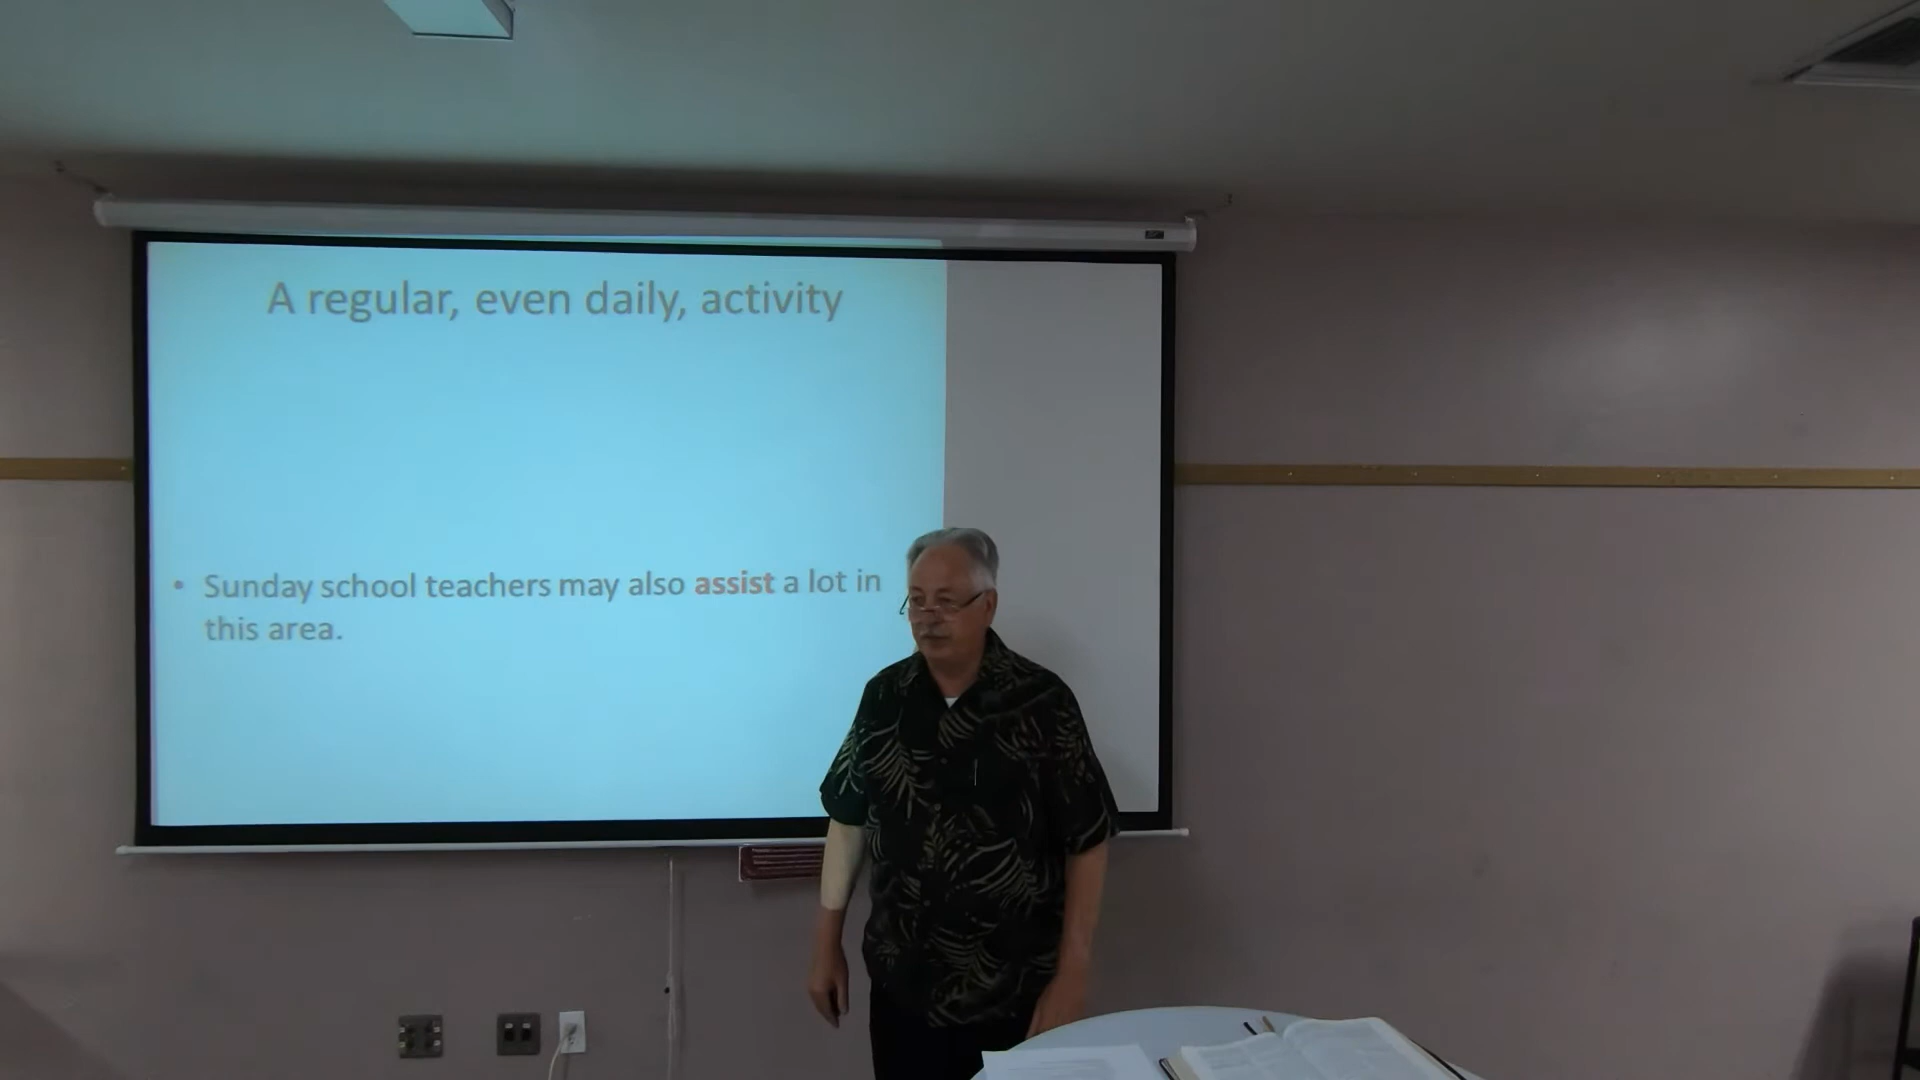 A regular, even daily, activity
• Sunday school teachers may also assist a lot in
this area.